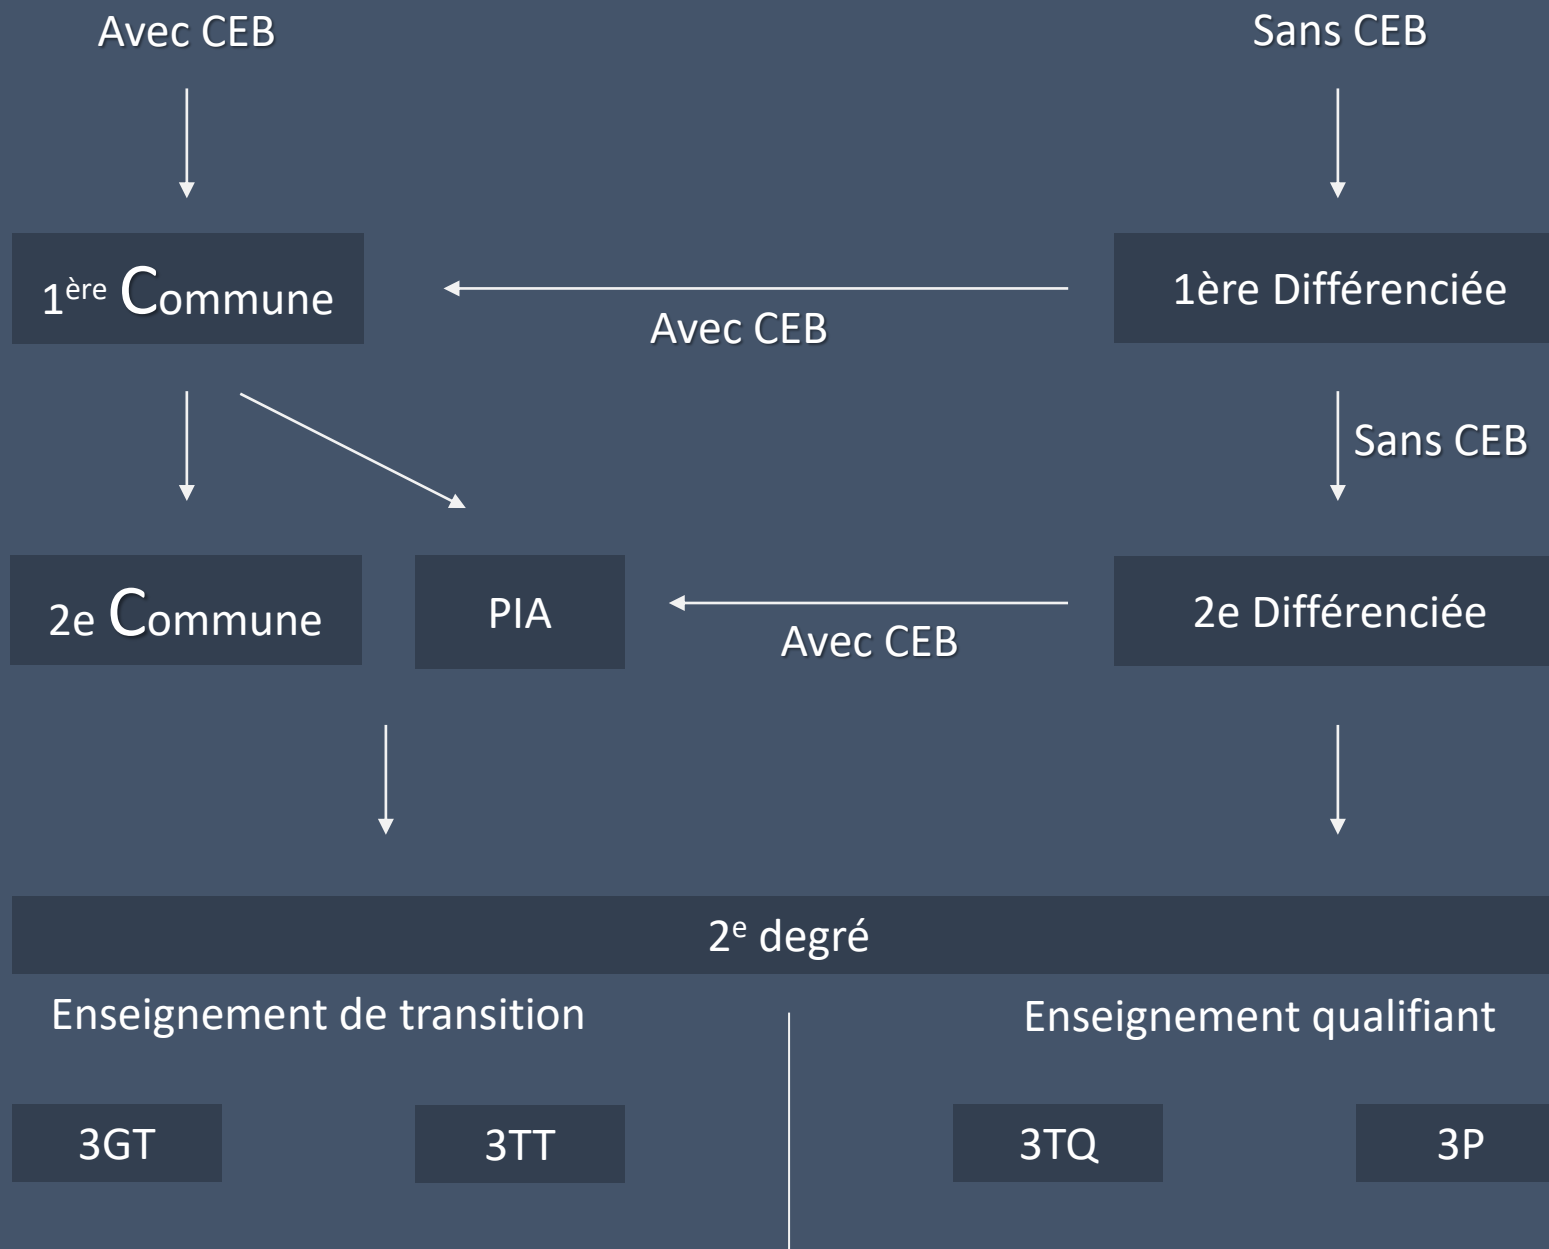 Avec CEB
Sans CEB
1ère Commune
1ère Différenciée
Avec CEB
Sans CEB
2e Commune
PIA
2e Différenciée
Avec CEB
2e degré
Enseignement de transition
Enseignement qualifiant
3GT
3TT
3TQ
3P